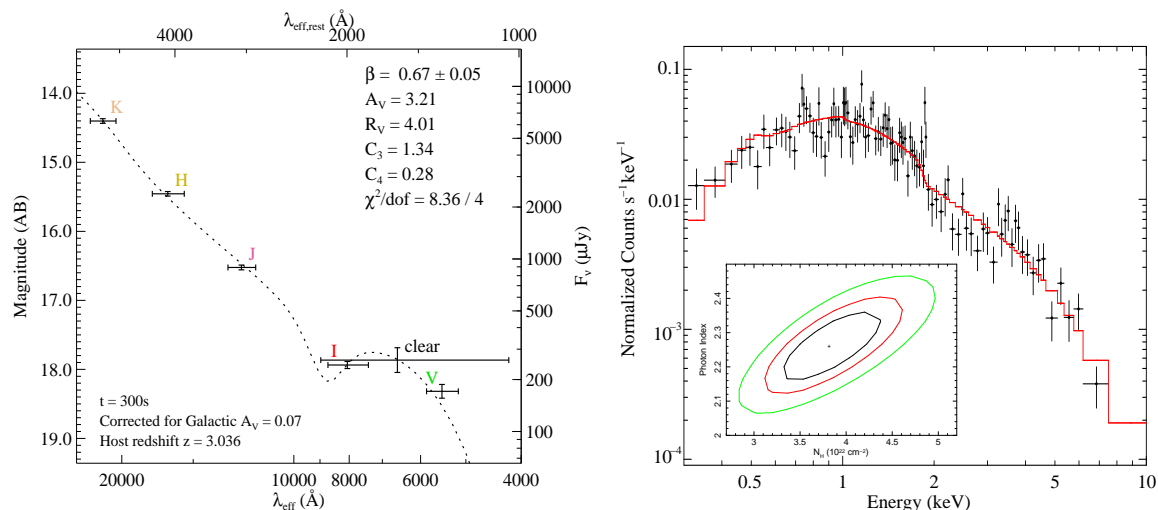 λeff,rest (Å)
4000 2000 1000
Magnitude (AB)
14.0
15.0
16.0
17.0
18.0
19.0
K
H
J
I
clear
V
β = 0.67 ± 0.05
A_V = 3.21
R_V = 4.01
C_3 = 1.34
C_4 = 0.28
χ²/dof = 8.36 / 4
t = 300s
Corrected for Galactic A_V = 0.07
Host redshift z = 3.036
10000
5000
2000
1000
500
200
100
F_ν (μJy)
20000 10000 8000 6000 4000
λeff (Å)
Normalized Counts s⁻¹ keV⁻¹
0.1
0.01
10⁻³
10⁻⁴
0.5 1 2 5 10
Energy (keV)
Photon Index
2.4
2.3
2.2
2.1
2
3 3.5 4 4.5 5
N_H (10²² cm⁻²)